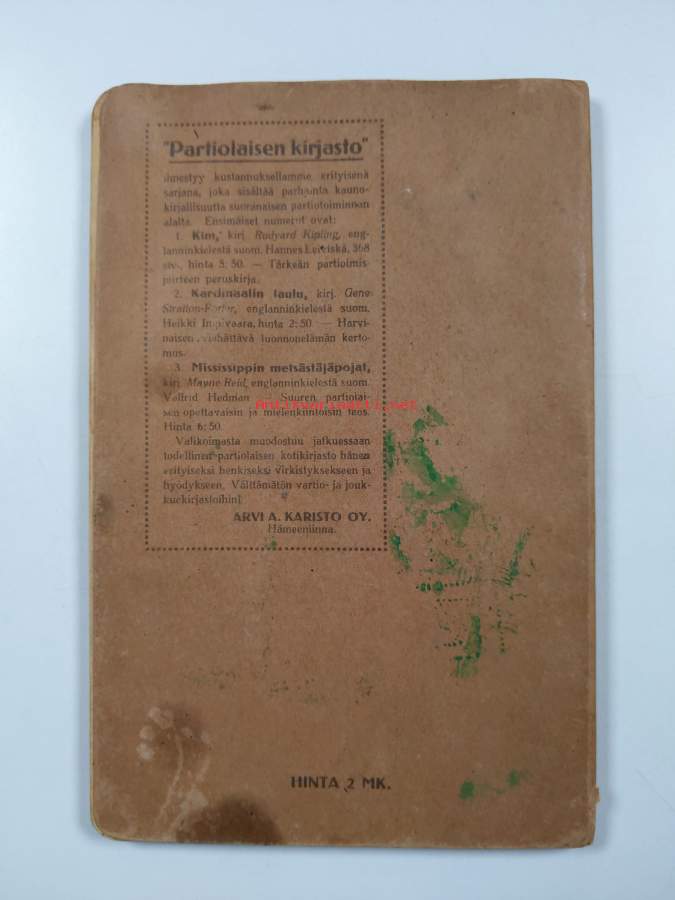 "Partiolaisen kirjasto"
ilmestyy kustannuksellamme erityisenä
sarjana, joka sisältää parhainta kauno-
kirjallisuutta suoranaisen partiotoiminnan
alalta. Ensimäiset numerot ovat:
1. Kim, kirj. Rudyard Kipling, eng-
lanninkielestä suom. Hannes Leiviskä, 368
siv., hinta 5:50. — Tärkeän partioimis-
piirteen peruskirja.
2. Kardinaalin laulu, kirj. Gene
Stratton-Porter, englanninkielestä suom.
Heikki Impivaara, hinta 2:50 — Harvi-
naisen viehättävä luonnonelämän kerto-
mus.
3. Mississippin metsästäjäpojat,
kirj. Mayne Reid, englanninkielestä suom.
Valfrid Hedman — Suuren partiolai-
sen opettavaisin ja mielenkiintoisin teos.
Hinta 6:50.
Valikoimasta muodostuu jatkuessaan
todellinen partiolaisen kotikirjasto hänen
erityiseksi henkiseksi virkistyksekseen ja
hyödykseen. Välttämätön vartio- ja jouk-
kuekirjastoihin!
ARVI A. KARISTO OY.
Hämeenlinna.
antikvariaatti.net
HINTA 2 MK.